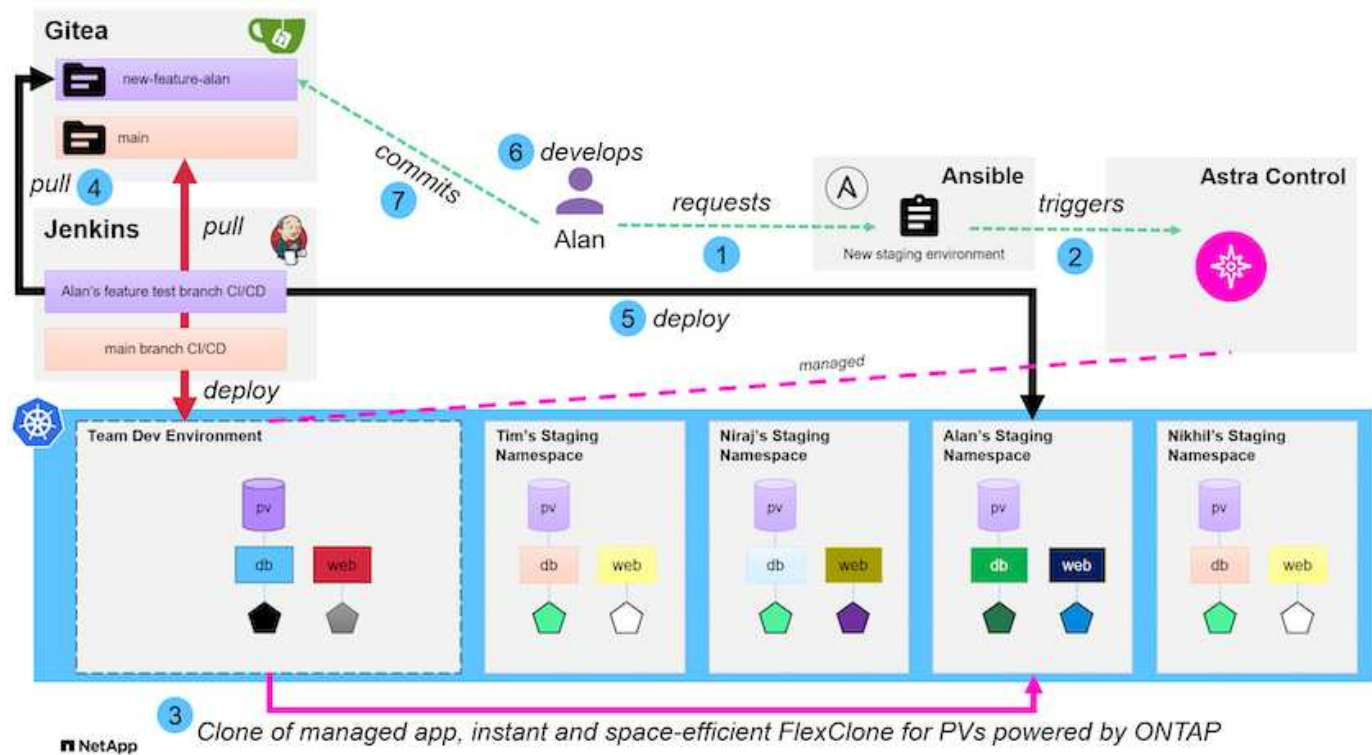 Gitea
new-feature-alan
main
pull
4
Jenkins
pull
Alan's feature test branch CI/CD
main branch CI/CD
deploy
commits
7
6
develops
Alan
requests
1
Ansible
New staging environment
triggers
2
Astra Control
5
deploy
managed
Team Dev Environment
pv
db
web
Tim's Staging
Namespace
pv
db
web
Niraj's Staging
Namespace
pv
db
web
Alan's Staging
Namespace
pv
db
web
Nikhil's Staging
Namespace
pv
db
web
3
Clone of managed app, instant and space-efficient FlexClone for PVs powered by ONTAP
NetApp